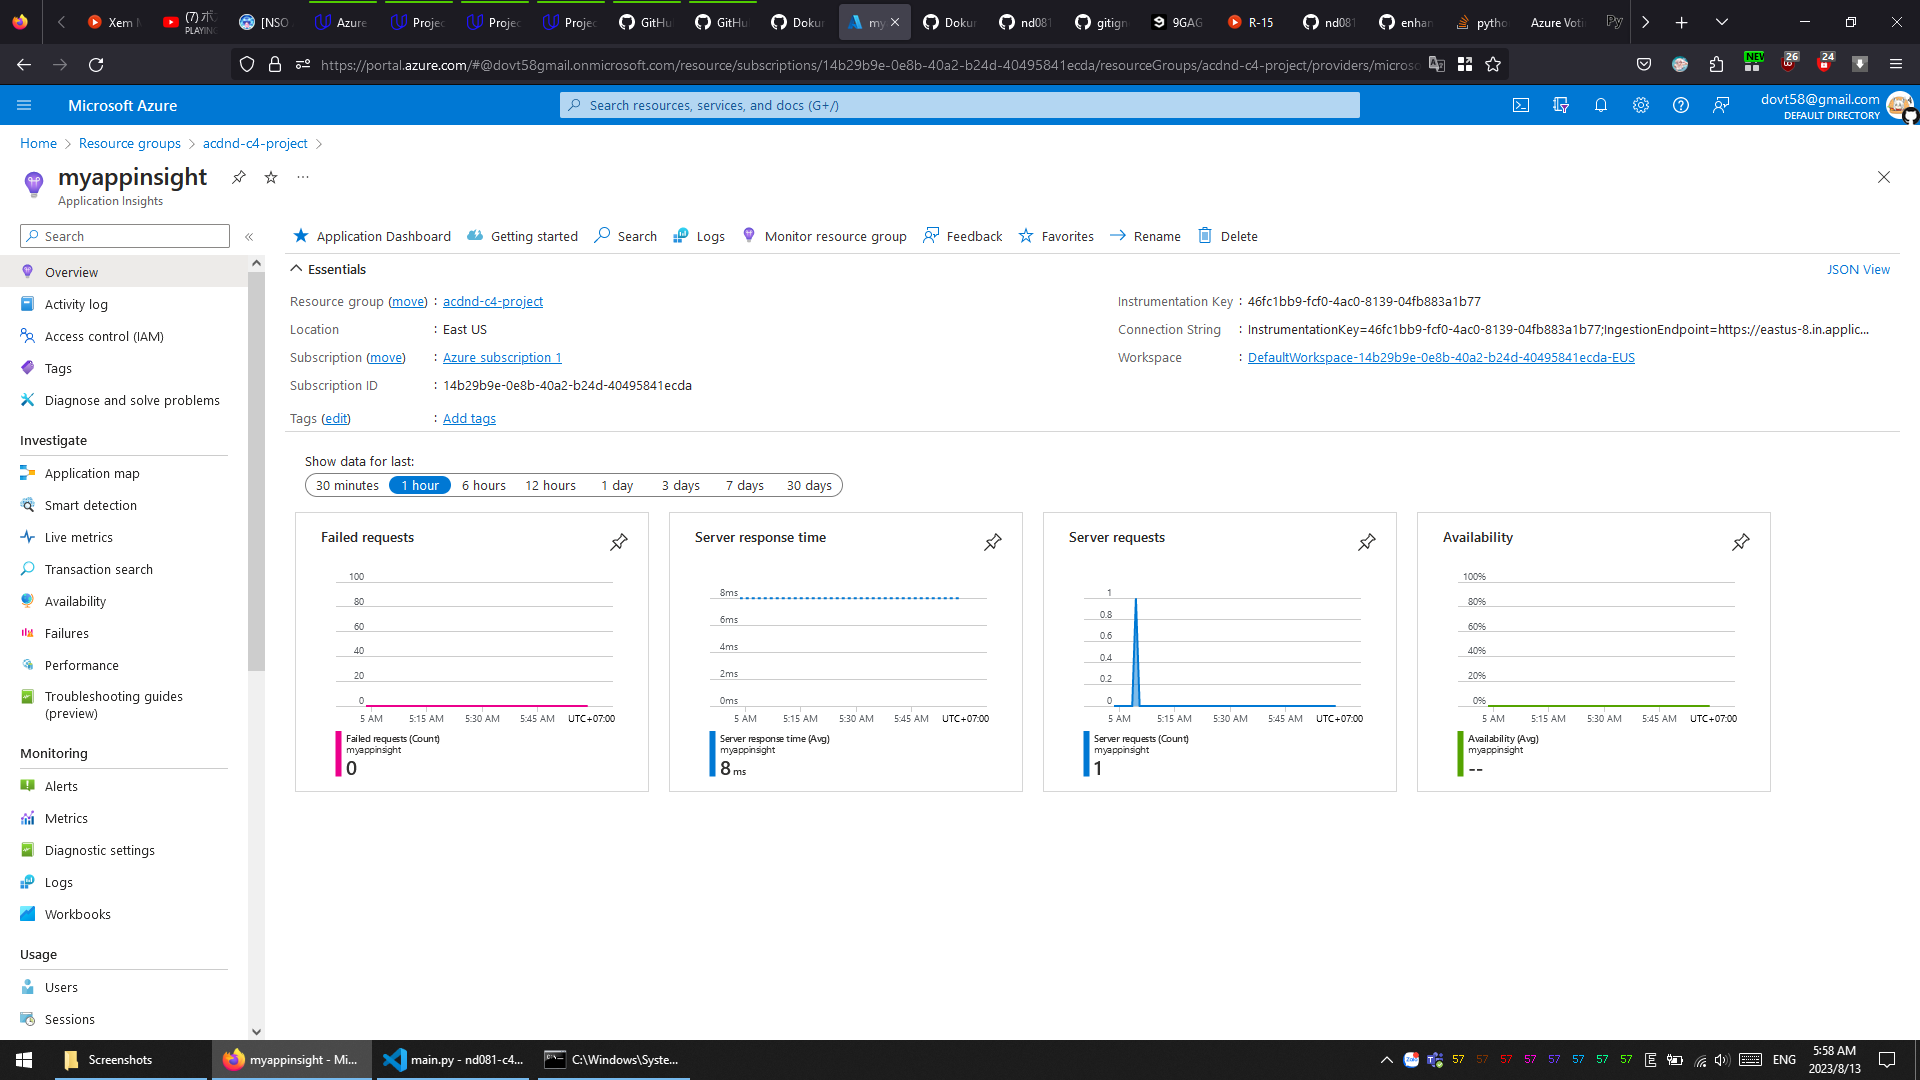 Xem M
(7) ボ
PLAYING
[NSO
Azure
Projec
Projec
Projec
GitHu
GitHu
Doku
my
Doku
nd081
gitign
9GAG
R-15
nd081
enhan
pytho
Azure Voti
https://portal.azure.com/#@dovt58gmail.onmicrosoft.com/resource/subscriptions/14b29b9e-0e8b-40a2-b24d-40495841ecda/resourceGroups/acdnd-c4-project/providers/microso
NEW
26
24
Microsoft Azure
Search resources, services, and docs (G+/)
dovt58@gmail.com
DEFAULT DIRECTORY
Home
Resource groups
acdnd-c4-project
myappinsight
Application Insights
Search
Overview
Activity log
Access control (IAM)
Tags
Diagnose and solve problems
Investigate
Application map
Smart detection
Live metrics
Transaction search
Availability
Failures
Performance
Troubleshooting guides
(preview)
Monitoring
Alerts
Metrics
Diagnostic settings
Logs
Workbooks
Usage
Users
Sessions
Application Dashboard
Getting started
Search
Logs
Monitor resource group
Feedback
Favorites
Rename
Delete
Essentials
JSON View
Resource group (move) : acdnd-c4-project
Location : East US
Subscription (move) : Azure subscription 1
Subscription ID : 14b29b9e-0e8b-40a2-b24d-40495841ecda
Tags (edit) : Add tags
Instrumentation Key : 46fc1bb9-fcf0-4ac0-8139-04fb883a1b77
Connection String : InstrumentationKey=46fc1bb9-fcf0-4ac0-8139-04fb883a1b77;IngestionEndpoint=https://eastus-8.in.applic...
Workspace : DefaultWorkspace-14b29b9e-0e8b-40a2-b24d-40495841ecda-EUS
Show data for last:
30 minutes 1 hour 6 hours 12 hours 1 day 3 days 7 days 30 days
Failed requests
100
80
60
40
20
0
5 AM 5:15 AM 5:30 AM 5:45 AM UTC+07:00
Failed requests (Count)
myappinsight
0
Server response time
8ms
6ms
4ms
2ms
0ms
5 AM 5:15 AM 5:30 AM 5:45 AM UTC+07:00
Server response time (Avg)
myappinsight
8 ms
Server requests
1
0.8
0.6
0.4
0.2
0
5 AM 5:15 AM 5:30 AM 5:45 AM UTC+07:00
Server requests (Count)
myappinsight
1
Availability
100%
80%
60%
40%
20%
0%
5 AM 5:15 AM 5:30 AM 5:45 AM UTC+07:00
Availability (Avg)
myappinsight
--
Screenshots
myappinsight - Mi...
main.py - nd081-c4...
C:\Windows\Syste...
57 57 57 57 57 57 57 57
ENG
5:58 AM
2023/8/13